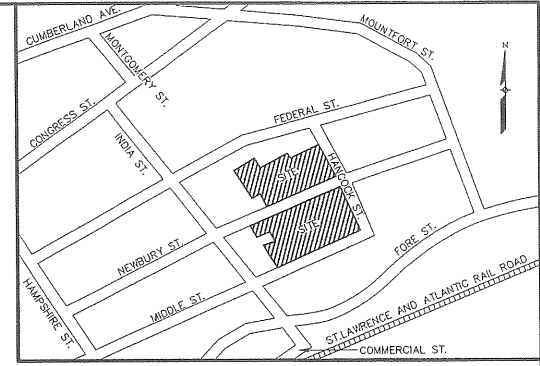 CUMBERLAND AVE.
MONTGOMERY ST.
MOUNTFORT ST.
N
CONGRESS ST.
FEDERAL ST.
INDIA ST.
SITE
HANCOCK ST.
SITE
NEWBURY ST.
FORE ST.
HAMPSHIRE ST.
MIDDLE ST.
ST.LAWRENCE AND ATLANTIC RAIL ROAD
COMMERCIAL ST.